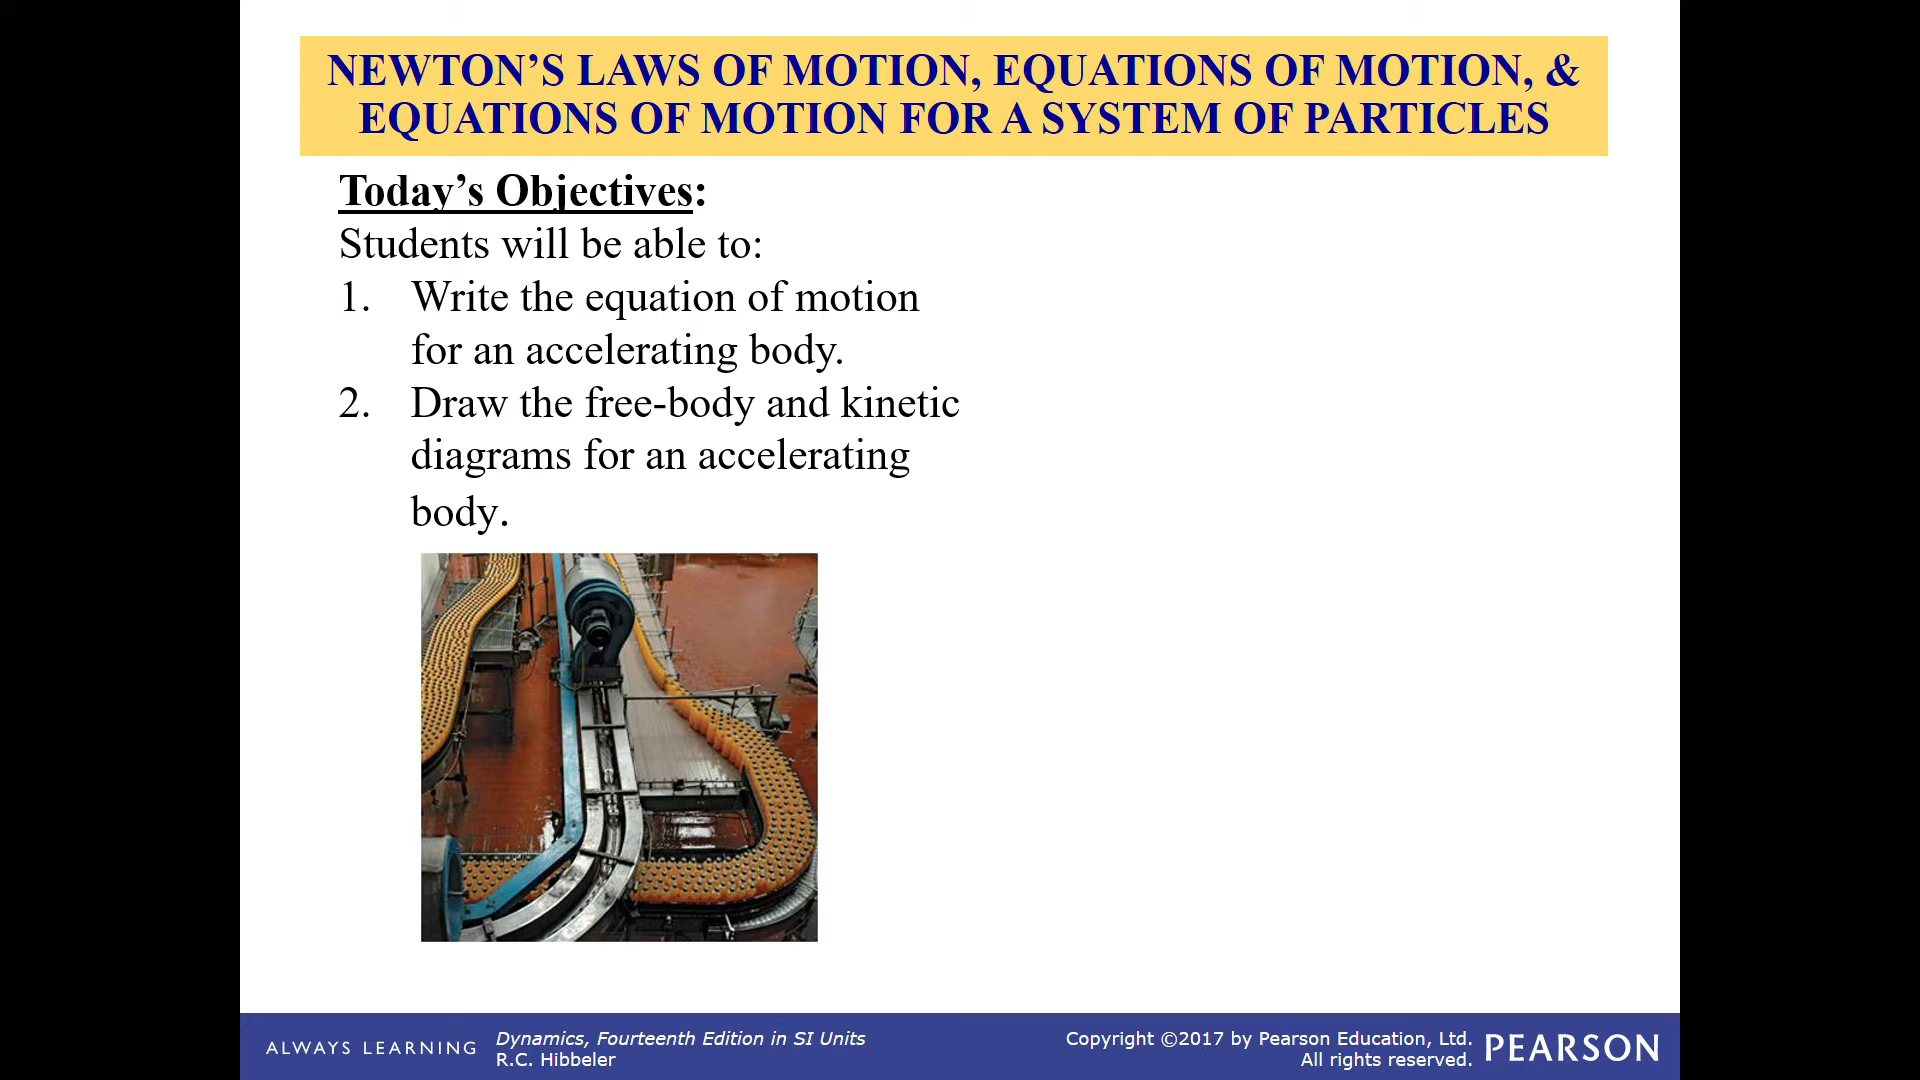 NEWTON’S LAWS OF MOTION, EQUATIONS OF MOTION, &
EQUATIONS OF MOTION FOR A SYSTEM OF PARTICLES
Today’s Objectives:
Students will be able to:
1. Write the equation of motion
for an accelerating body.
2. Draw the free-body and kinetic
diagrams for an accelerating
body.
ALWAYS LEARNING
Dynamics, Fourteenth Edition in SI Units
R.C. Hibbeler
Copyright ©2017 by Pearson Education, Ltd.
All rights reserved.
PEARSON